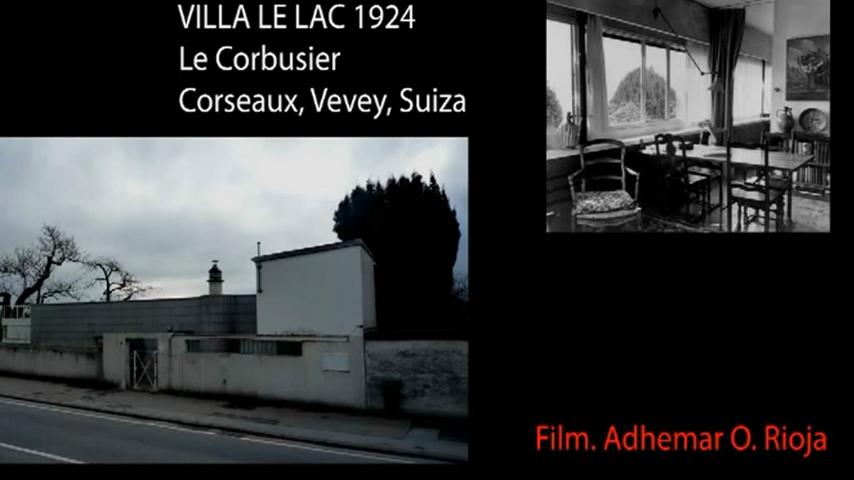 VILLA LE LAC 1924
Le Corbusier
Corseaux, Vevey, Suiza
Film. Adhemar O. Rioja